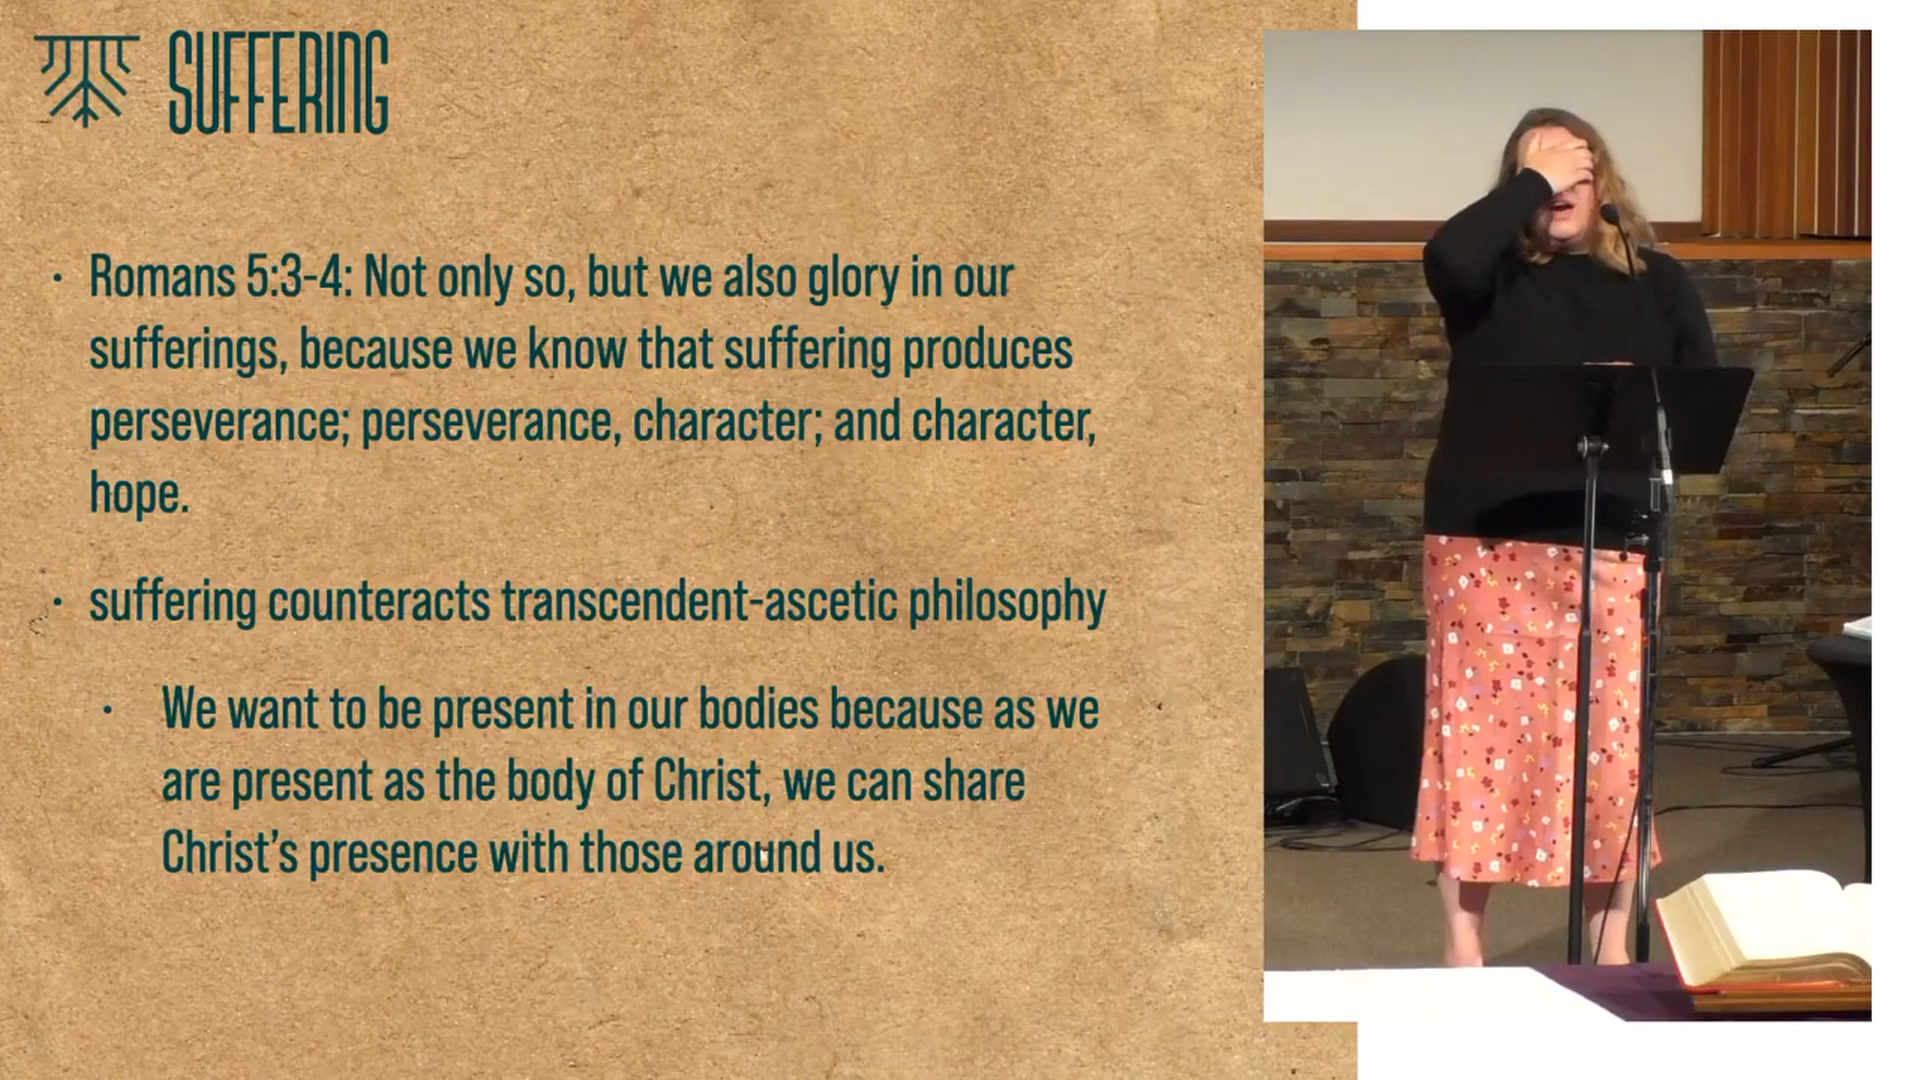 SUFFERING
· Romans 5:3-4: Not only so, but we also glory in our
sufferings, because we know that suffering produces
perseverance; perseverance, character; and character,
hope.
· suffering counteracts transcendent-ascetic philosophy
· We want to be present in our bodies because as we
are present as the body of Christ, we can share
Christ’s presence with those around us.